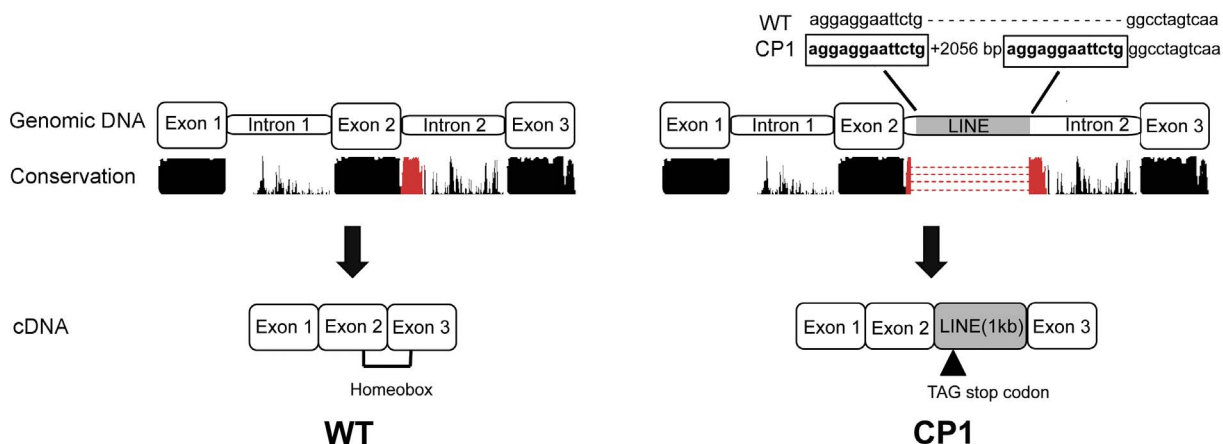 WT aggaggaattctg - - - - - - - - - - - - - - - - - - - ggcctagtcaa
CP1 aggaggaattctg +2056 bp aggaggaattctg ggcctagtcaa
Genomic DNA Exon 1 Intron 1 Exon 2 Intron 2 Exon 3 Exon 1 Intron 1 Exon 2 LINE Intron 2 Exon 3
Conservation
cDNA Exon 1 Exon 2 Exon 3 Exon 1 Exon 2 LINE(1kb) Exon 3
Homeobox TAG stop codon
WT CP1